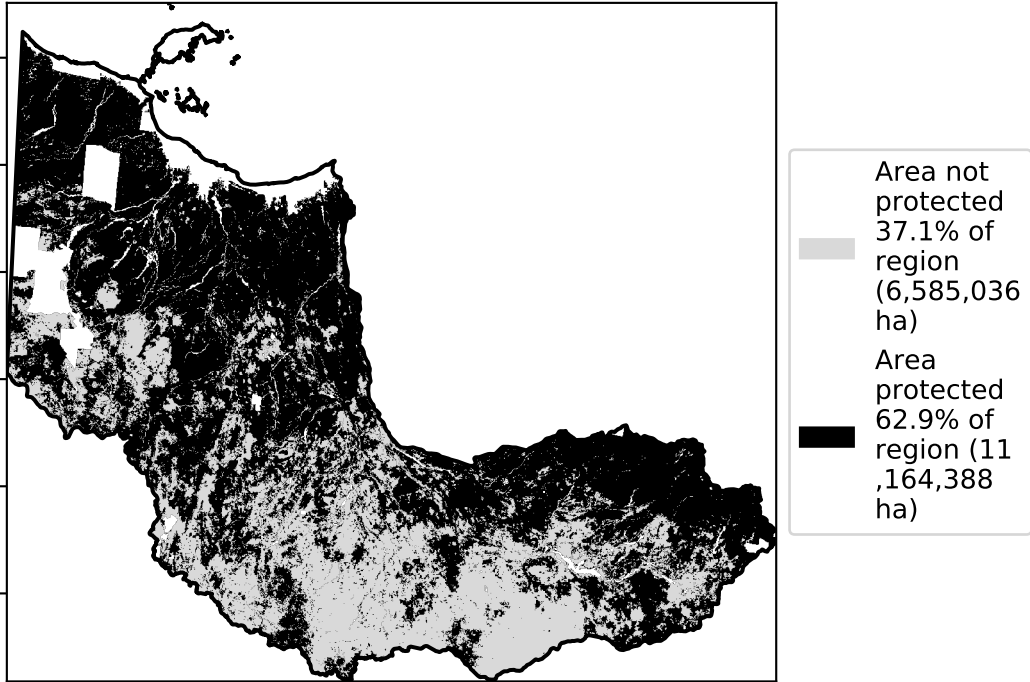 Area not
protected
37.1% of
region
(6,585,036
ha)
Area
protected
62.9% of
region (11
,164,388
ha)